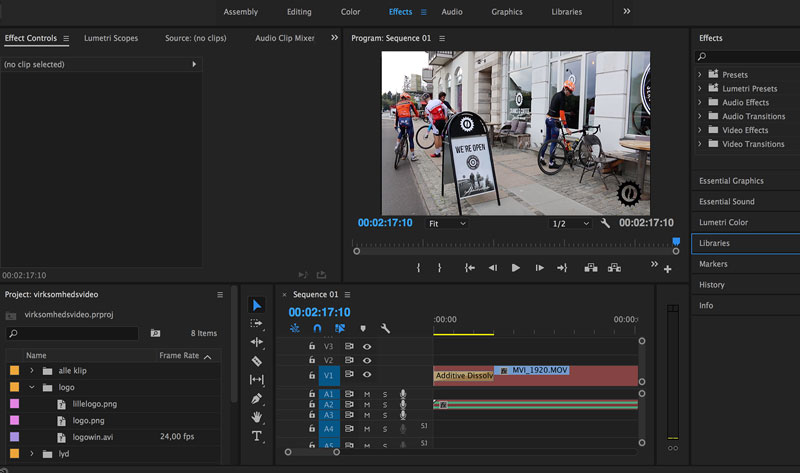 Assembly Editing Color Effects Audio Graphics Libraries
Effect Controls Lumetri Scopes Source: (no clips) Audio Clip Mixer
Program: Sequence 01
Effects
(no clip selected)
Presets
Lumetri Presets
Audio Effects
Audio Transitions
Video Effects
Video Transitions
WE'RE OPEN
Essential Graphics
Essential Sound
Lumetri Color
Libraries
Markers
History
Info
00:02:17:10 Fit 1/2 00:02:17:10
00:02:17:10
Project: virksomhedsvideo
virksomhedsvideo.prproj
8 Items
Name Frame Rate
alle klip
logo
lillelogo.png
logo.png
logowin.avi 24,00 fps
lyd
× Sequence 01
00:02:17:10
:00:00 00:00:
V3
V2
V1 Additive Dissolv fx MVI_1920.MOV
A1 M S
A2 M S fx
A3 M S
A4 M S S1
A5 M S S1